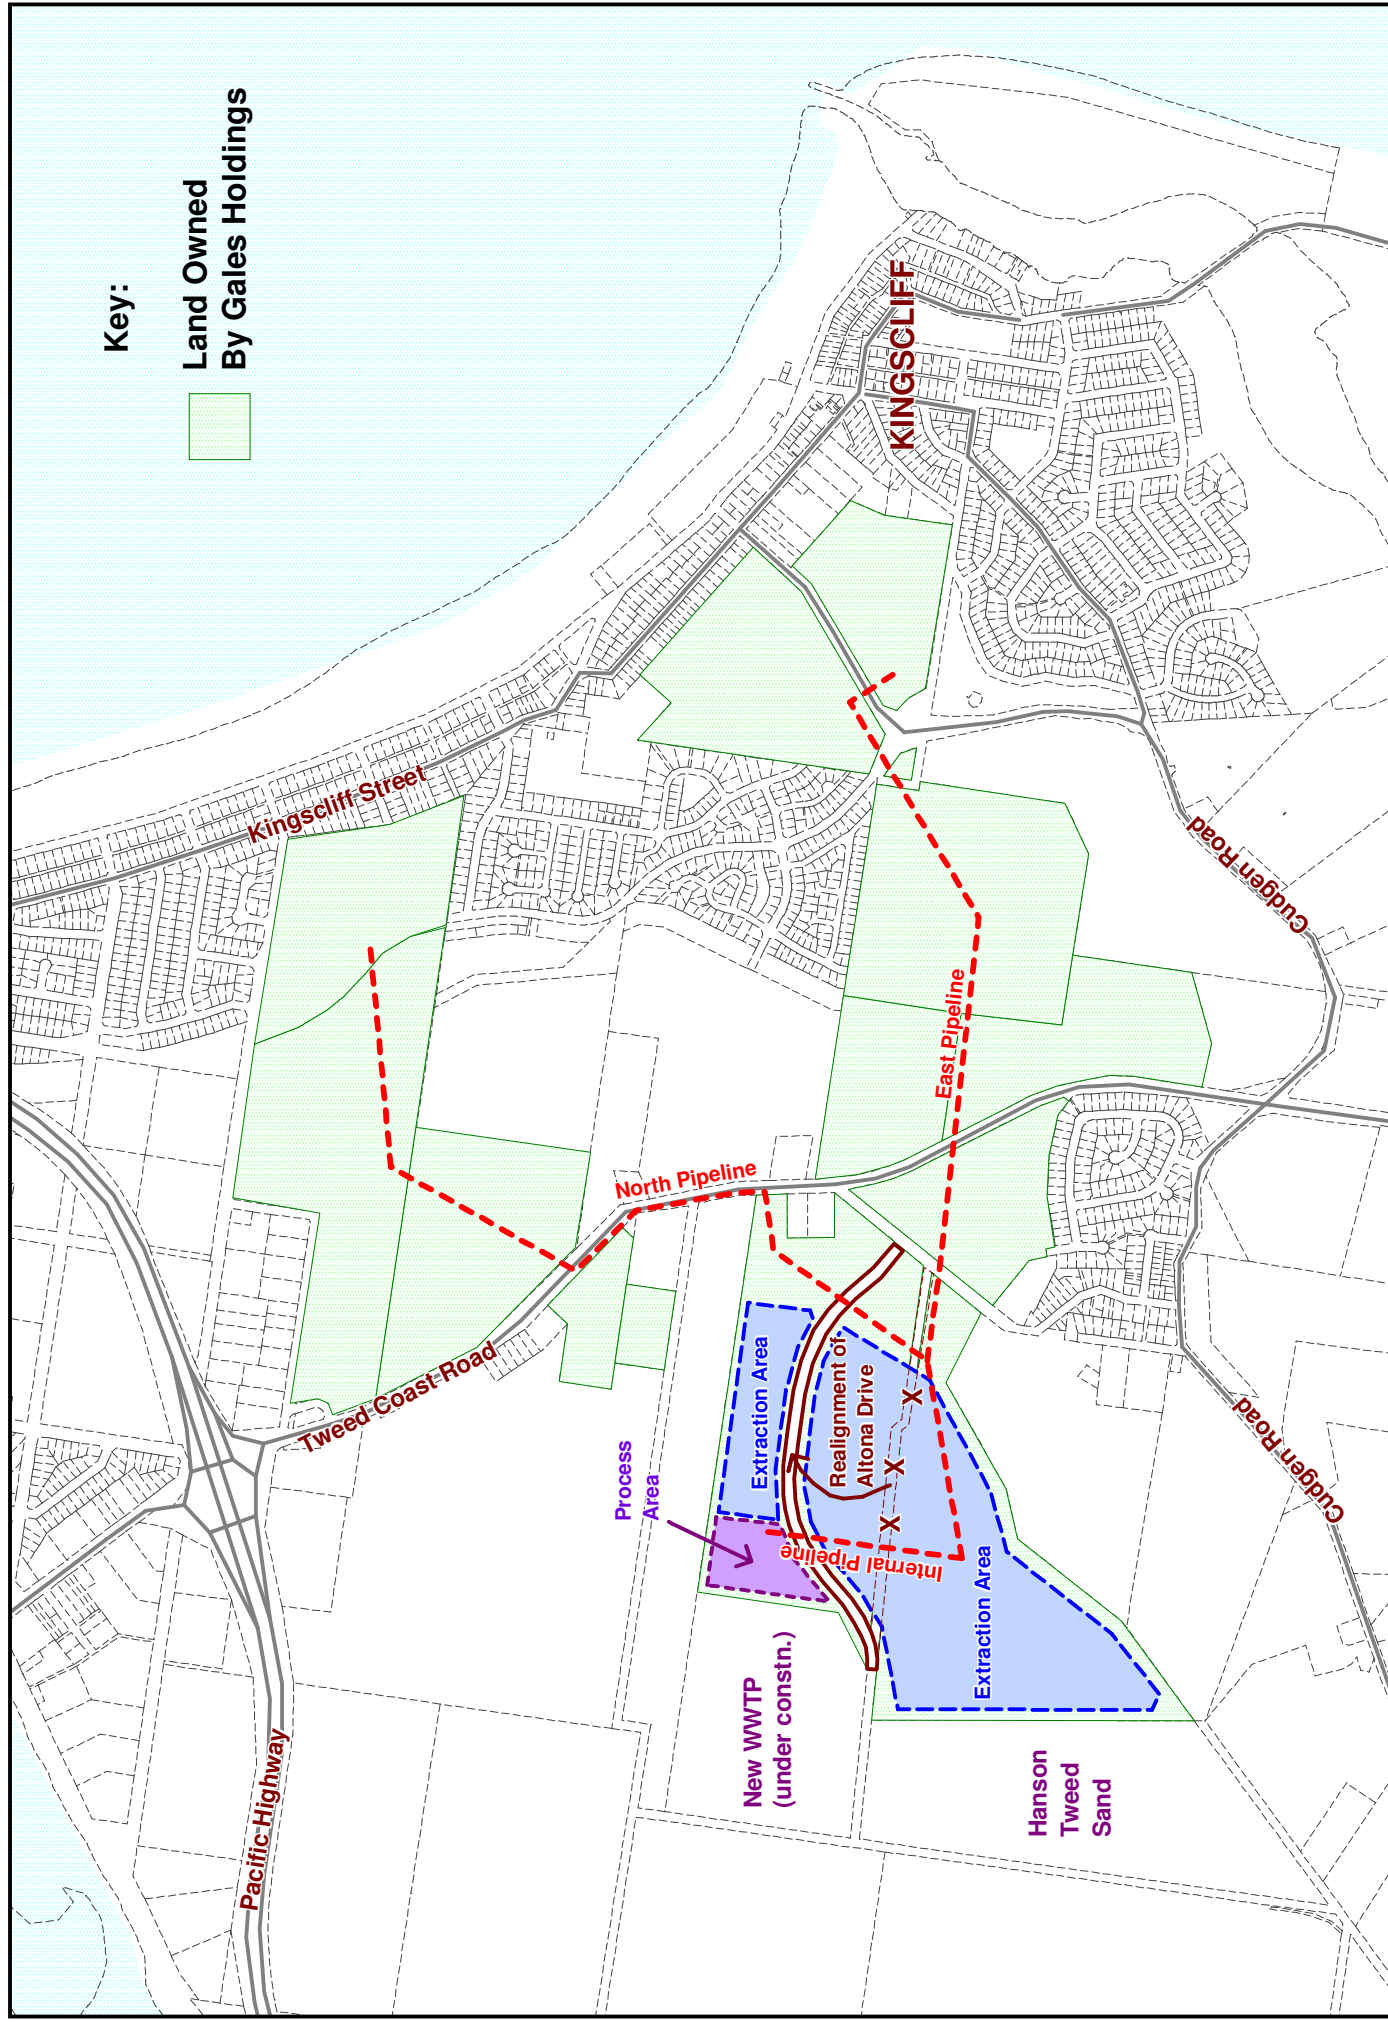 Key:
Land Owned
By Gales Holdings
KINGSCLIFF
Kingscliff Street
Cudgen Road
East Pipeline
North Pipeline
Tweed Coast Road
Extraction Area
Realignment of
Altona Drive
X
X
X
Process
Area
Internal Pipeline
Extraction Area
Cudgen Road
New WWTP
(under constn.)
Hanson
Tweed
Sand
Pacific Highway